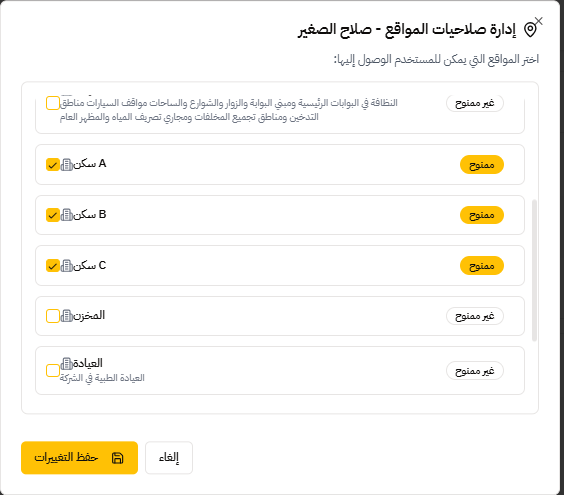 إدارة صلاحيات المواقع - صلاح الصغير
اختر المواقع التي يمكن للمستخدم الوصول إليها:
غير ممنوح
النظافة في البوابات الرئيسية ومبني البوابة والزوار والشوارع والساحات مواقف السيارات مناطق
التدخين ومناطق تجميع المخلفات ومجاري تصريف المياه والمظهر العام
سكن A
ممنوح
سكن B
ممنوح
سكن C
ممنوح
المخزن
غير ممنوح
العيادة
العيادة الطبية في الشركة
غير ممنوح
إلغاء
حفظ التغييرات